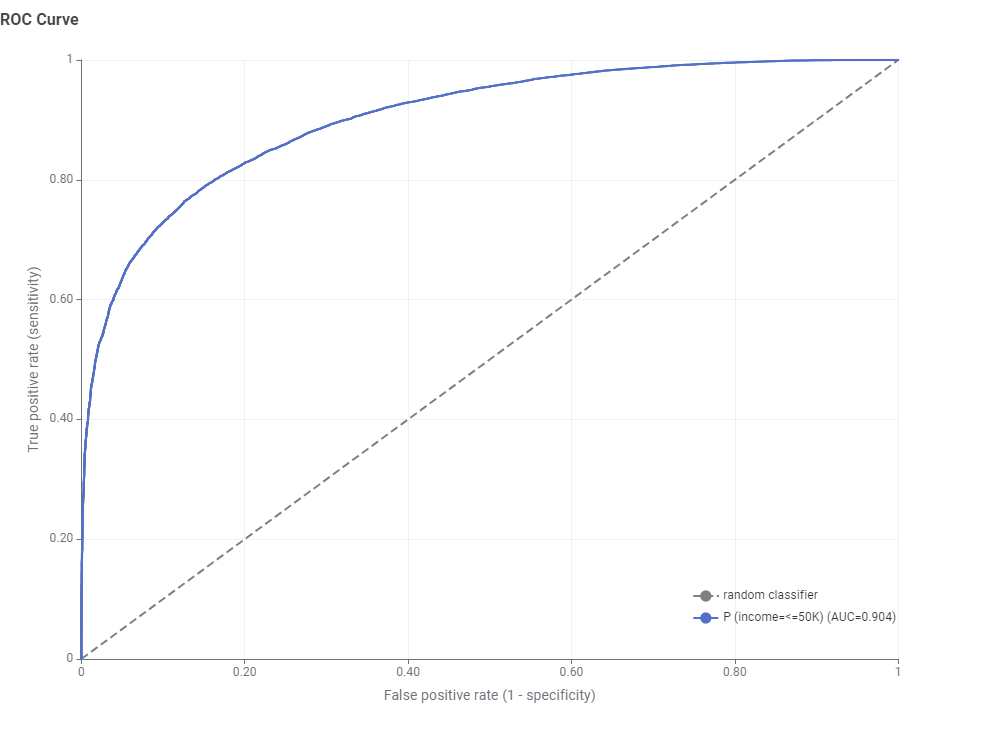 ROC Curve
1
0.80
0.60
0.40
0.20
0
True positive rate (sensitivity)
random classifier
P (income=<=50K) (AUC=0.904)
0
0.20
0.40
0.60
0.80
1
False positive rate (1 - specificity)